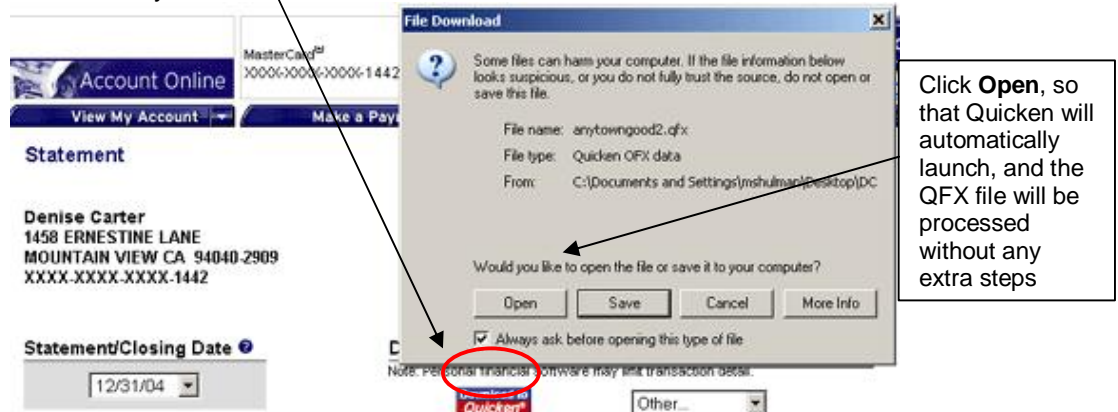 File Download
MasterCard
XXXX-XXXX-XXXX-1442
Account Online
View My Account
Make a Pay
Some files can harm your computer. If the file information below
looks suspicious, or you do not fully trust the source, do not open or
save this file.
File name: anytowngood2.qfx
File type: Quicken OFX data
From: C:\Documents and Settings\mshulman\Desktop\DC
Would you like to open the file or save it to your computer?
Open Save Cancel More Info
Always ask before opening this type of file
Click Open, so
that Quicken will
automatically
launch, and the
QFX file will be
processed
without any
extra steps
Statement
Denise Carter
1458 ERNESTINE LANE
MOUNTAIN VIEW CA 94040-2909
XXXX-XXXX-XXXX-1442
Statement/Closing Date
12/31/04
Note: Personal financial software may limit transaction detail.
Download to
Quicken®
Other...